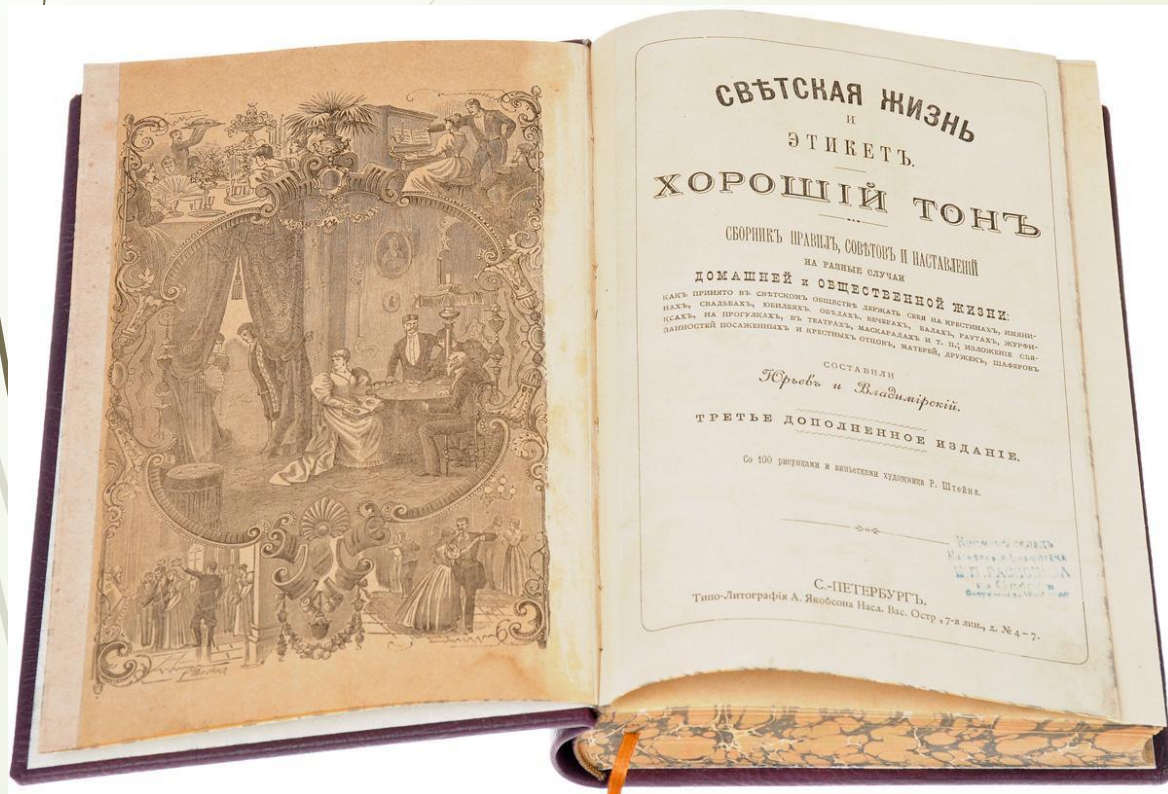 СВѢТСКАЯ ЖИЗНЬ
И
ЭТИКЕТЪ.
ХОРОШІЙ ТОНЪ
СБОРНИКЪ ПРАВИЛЪ, СОВѢТОВЪ И НАСТАВЛЕНІЙ
НА РАЗНЫЕ СЛУЧАИ
ДОМАШНЕЙ и ОБЩЕСТВЕННОЙ ЖИЗНИ:
КАКЪ ПРИНЯТО ВЪ СВѢТСКОМЪ ОБЩЕСТВѢ ДЕРЖАТЬ СЕБЯ НА КРЕСТИНАХЪ, ИМЯНИ-
НАХЪ, СВАДЬБАХЪ, ЮБИЛЕЯХЪ, ОБѢДАХЪ, ВЕЧЕРАХЪ, БАЛАХЪ, РАУТАХЪ, ЖУРФИ-
КСАХЪ, НА ПРОГУЛКАХЪ, ВЪ ТЕАТРАХЪ, МАСКАРАДАХЪ И Т. П.; ИЗЛОЖЕНІЕ ОБЯ-
ЗАННОСТЕЙ ПОСАЖЕННЫХЪ И КРЕСТНЫХЪ ОТЦОВЪ, МАТЕРЕЙ, ДРУЖЕКЪ, ШАФЕРОВЪ
СОСТАВИЛИ
Юрьевъ и Владимірскій.
ТРЕТЬЕ ДОПОЛНЕННОЕ ИЗДАНІЕ.
Со 100 рисунками и виньетками художника Р. Штейна.
С.-ПЕТЕРБУРГЪ.
Типо-Литографія А. Якобсона Насл. Вас. Остр., 7-я лин., д. № 4-7.